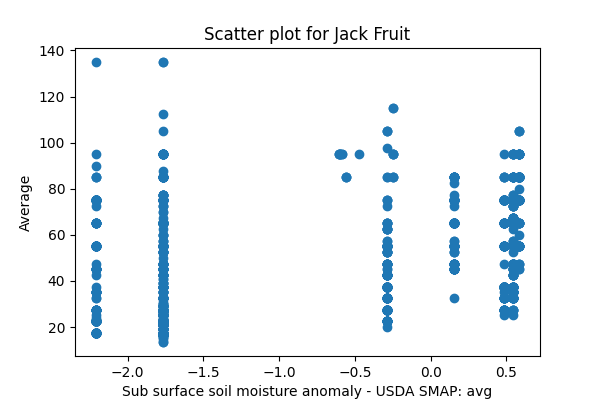 Scatter plot for Jack Fruit
140
120
100
80
60
40
20
Average
−2.0 −1.5 −1.0 −0.5 0.0 0.5
Sub surface soil moisture anomaly - USDA SMAP: avg